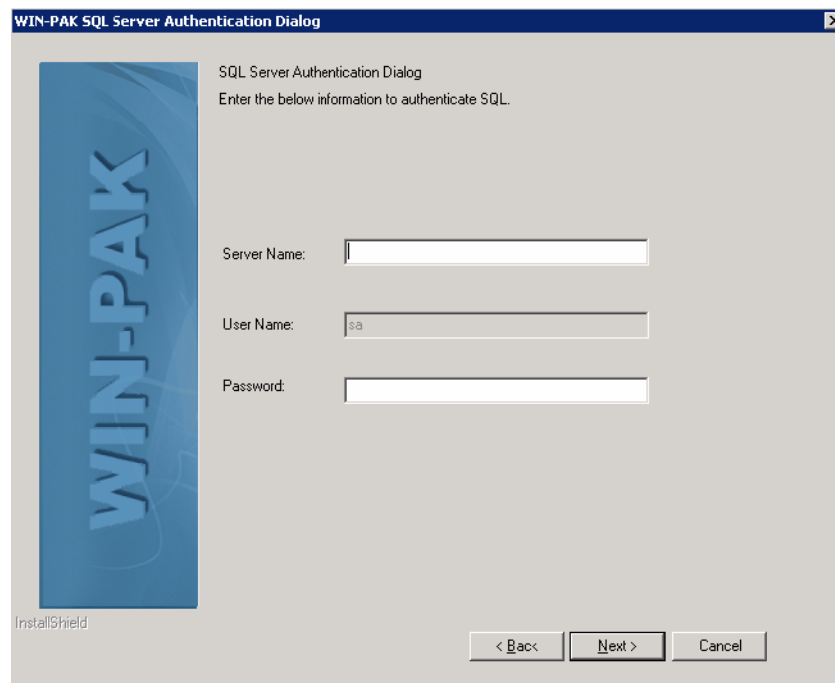 WIN-PAK SQL Server Authentication Dialog
SQL Server Authentication Dialog
Enter the below information to authenticate SQL.
WIN-PAK
Server Name:
User Name:
sa
Password:
InstallShield
< Back
Next >
Cancel